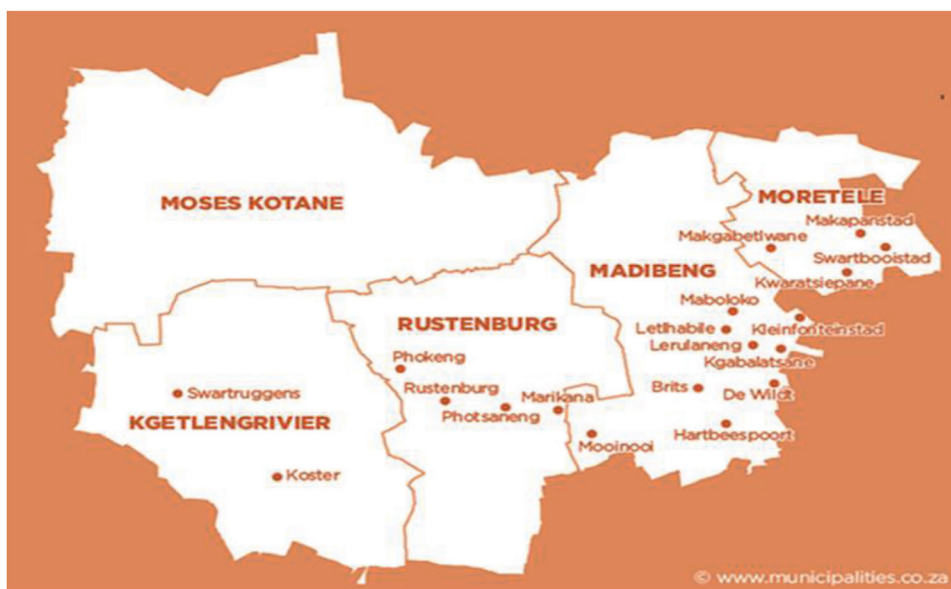 MOSES KOTANE
MORETELE
Makapanstad
Makgabetlwane
Swartbooistad
MADIBENG
Kwaratsiepane
Maboloko
RUSTENBURG
Letlhabile
Kleinfonteinstad
Lerulaneng
Kgabalatsane
Phokeng
Swartruggens
Rustenburg
Marikana
Brits
De Wildt
Photsaneng
KGETLENGRIVIER
Mooinooi
Hartbeespoort
Koster
© www.municipalities.co.za